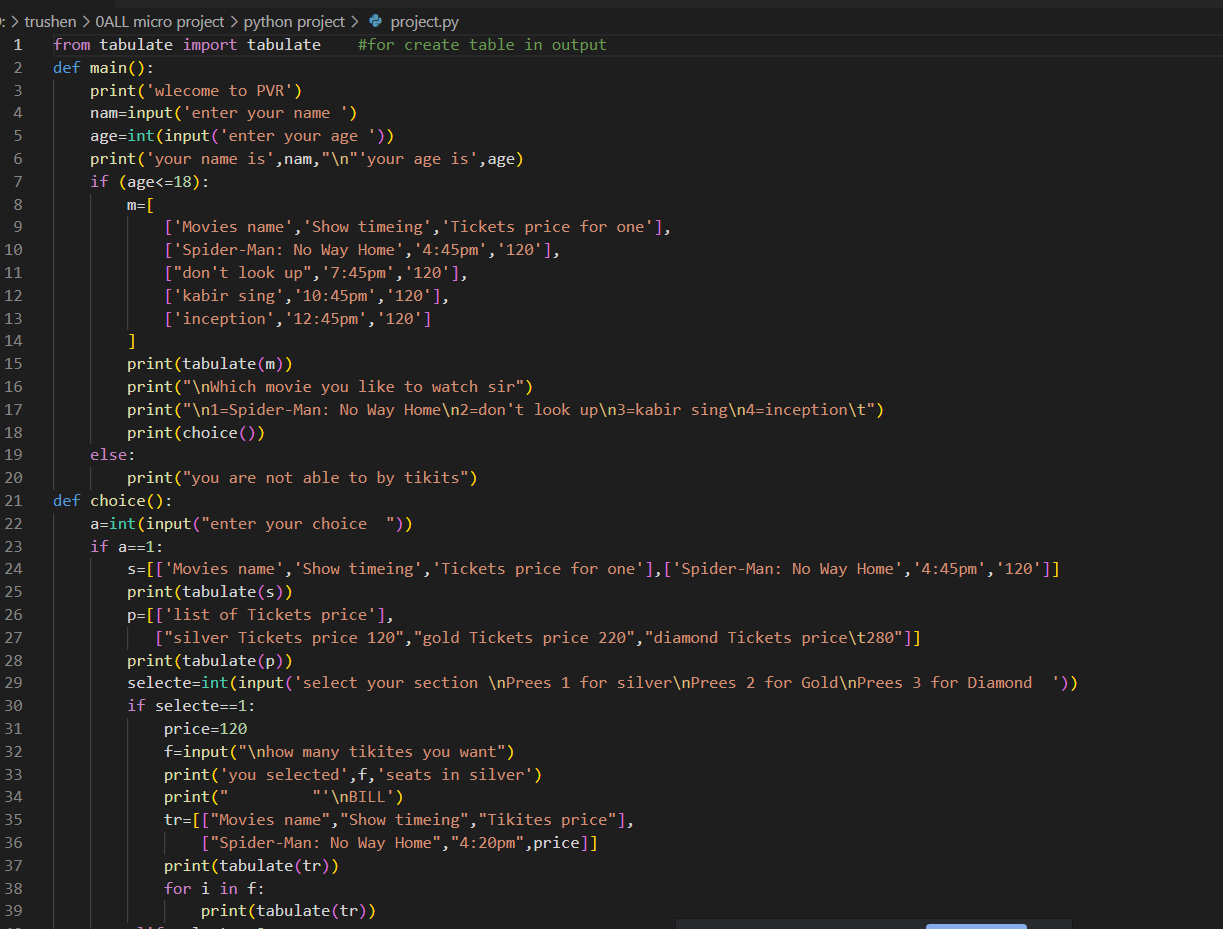 : > trushen > 0ALL micro project > python project > project.py
1 from tabulate import tabulate    #for create table in output
2 def main():
3     print('wlecome to PVR')
4     nam=input('enter your name ')
5     age=int(input('enter your age '))
6     print('your name is',nam,"\n"'your age is',age)
7     if (age<=18):
8         m=[
9             ['Movies name','Show timeing','Tickets price for one'],
10             ['Spider-Man: No Way Home','4:45pm','120'],
11             ["don't look up",'7:45pm','120'],
12             ['kabir sing','10:45pm','120'],
13             ['inception','12:45pm','120']
14         ]
15         print(tabulate(m))
16         print("\nWhich movie you like to watch sir")
17         print("\n1=Spider-Man: No Way Home\n2=don't look up\n3=kabir sing\n4=inception\t")
18         print(choice())
19     else:
20         print("you are not able to by tikits")
21 def choice():
22     a=int(input("enter your choice  "))
23     if a==1:
24         s=[['Movies name','Show timeing','Tickets price for one'],['Spider-Man: No Way Home','4:45pm','120']]
25         print(tabulate(s))
26         p=[['list of Tickets price'],
27            ["silver Tickets price 120","gold Tickets price 220","diamond Tickets price\t280"]]
28         print(tabulate(p))
29         selecte=int(input('select your section \nPrees 1 for silver\nPrees 2 for Gold\nPrees 3 for Diamond  '))
30         if selecte==1:
31             price=120
32             f=input("\nhow many tikites you want")
33             print('you selected',f,'seats in silver')
34             print("         "'\nBILL')
35             tr=[["Movies name","Show timeing","Tikites price"],
36                 ["Spider-Man: No Way Home","4:20pm",price]]
37             print(tabulate(tr))
38             for i in f:
39                 print(tabulate(tr))